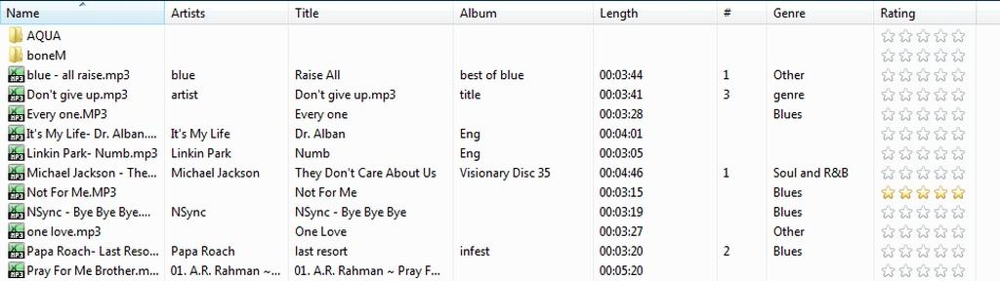 Name Artists Title Album Length # Genre Rating
AQUA
boneM
blue - all raise.mp3 blue Raise All best of blue 00:03:44 1 Other
Don't give up.mp3 artist Don't give up.mp3 title 00:03:41 3 genre
Every one.MP3 Every one 00:03:28 Blues
It's My Life- Dr. Alban.... It's My Life Dr. Alban Eng 00:04:01
Linkin Park- Numb.mp3 Linkin Park Numb Eng 00:03:05
Michael Jackson - The... Michael Jackson They Don't Care About Us Visionary Disc 35 00:04:46 1 Soul and R&B
Not For Me.MP3 Not For Me 00:03:15 Blues
NSync - Bye Bye Bye.... NSync NSync - Bye Bye Bye 00:03:19 Blues
one love.mp3 One Love 00:03:27 Other
Papa Roach- Last Reso... Papa Roach last resort infest 00:03:20 2 Blues
Pray For Me Brother.m... 01. A.R. Rahman ~... 01. A.R. Rahman ~ Pray F... 00:05:20